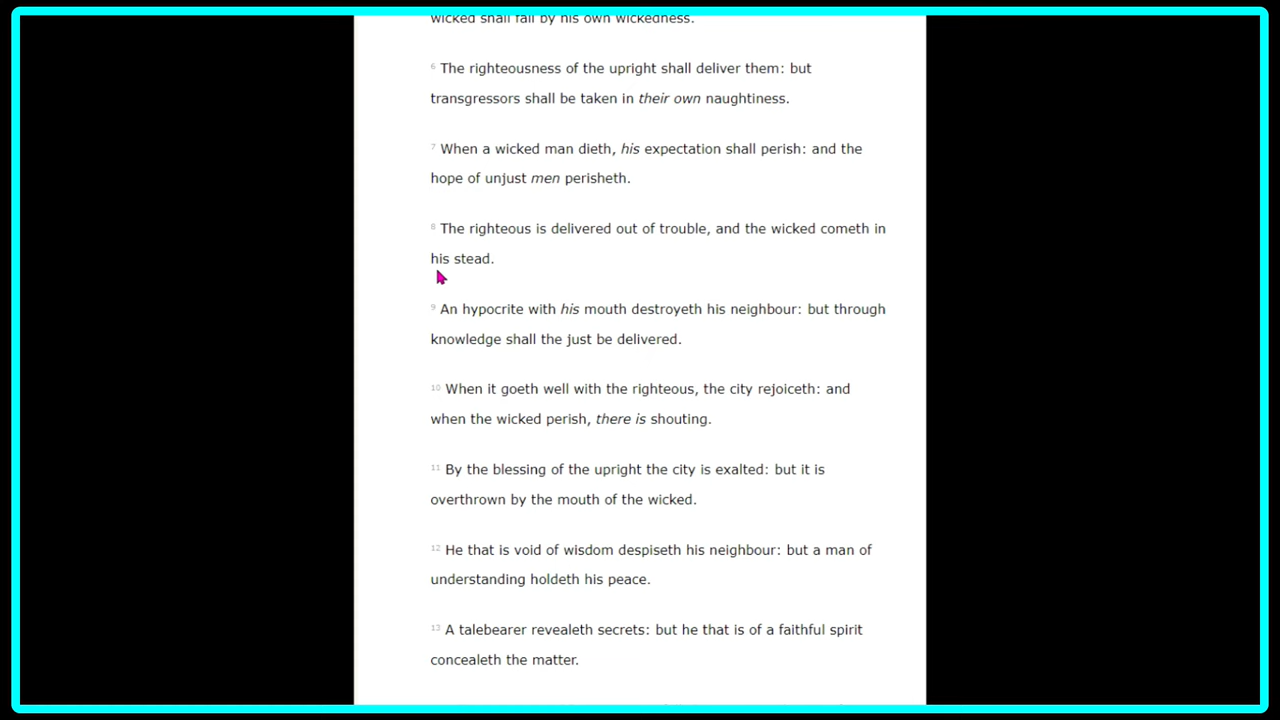 wicked shall fall by his own wickedness.
6 The righteousness of the upright shall deliver them: but
transgressors shall be taken in their own naughtiness.
7 When a wicked man dieth, his expectation shall perish: and the
hope of unjust men perisheth.
8 The righteous is delivered out of trouble, and the wicked cometh in
his stead.
9 An hypocrite with his mouth destroyeth his neighbour: but through
knowledge shall the just be delivered.
10 When it goeth well with the righteous, the city rejoiceth: and
when the wicked perish, there is shouting.
11 By the blessing of the upright the city is exalted: but it is
overthrown by the mouth of the wicked.
12 He that is void of wisdom despiseth his neighbour: but a man of
understanding holdeth his peace.
13 A talebearer revealeth secrets: but he that is of a faithful spirit
concealeth the matter.